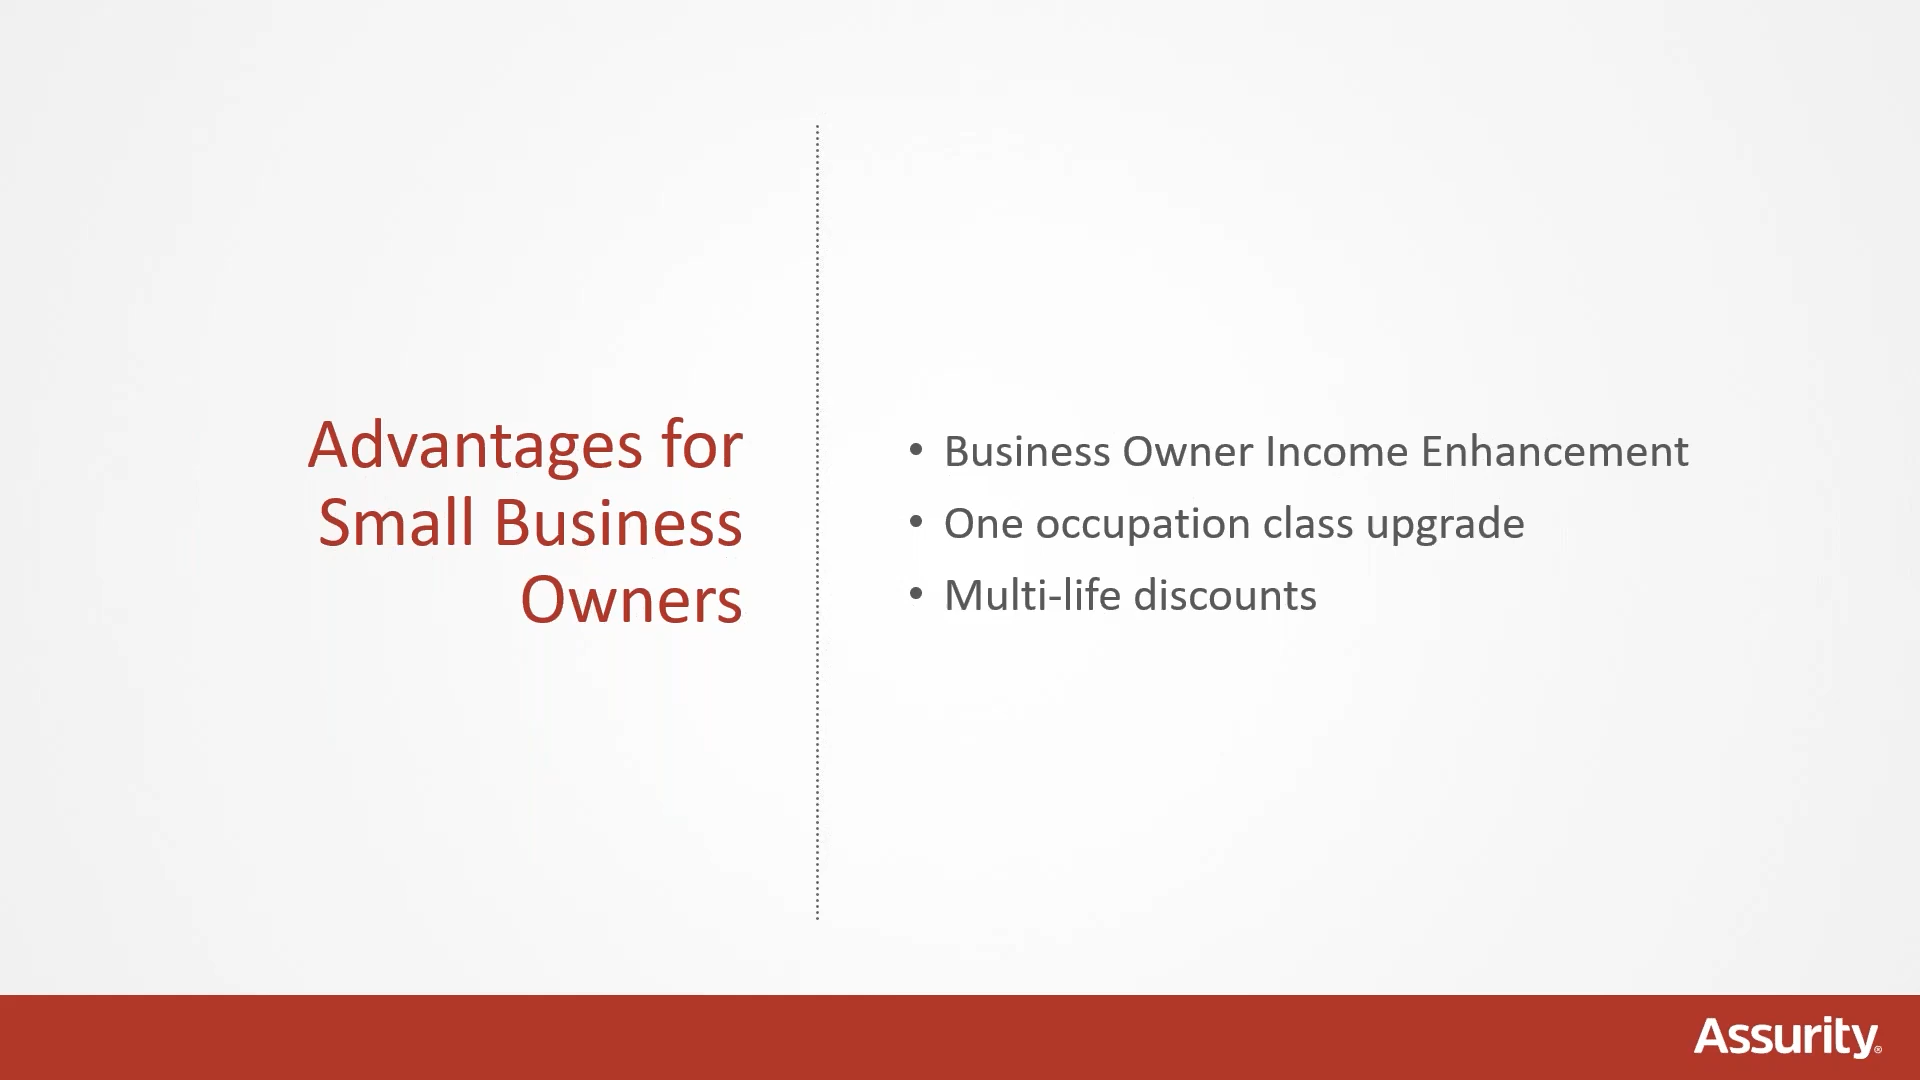 Advantages for
Small Business
Owners
• Business Owner Income Enhancement
• One occupation class upgrade
• Multi-life discounts
Assurity®